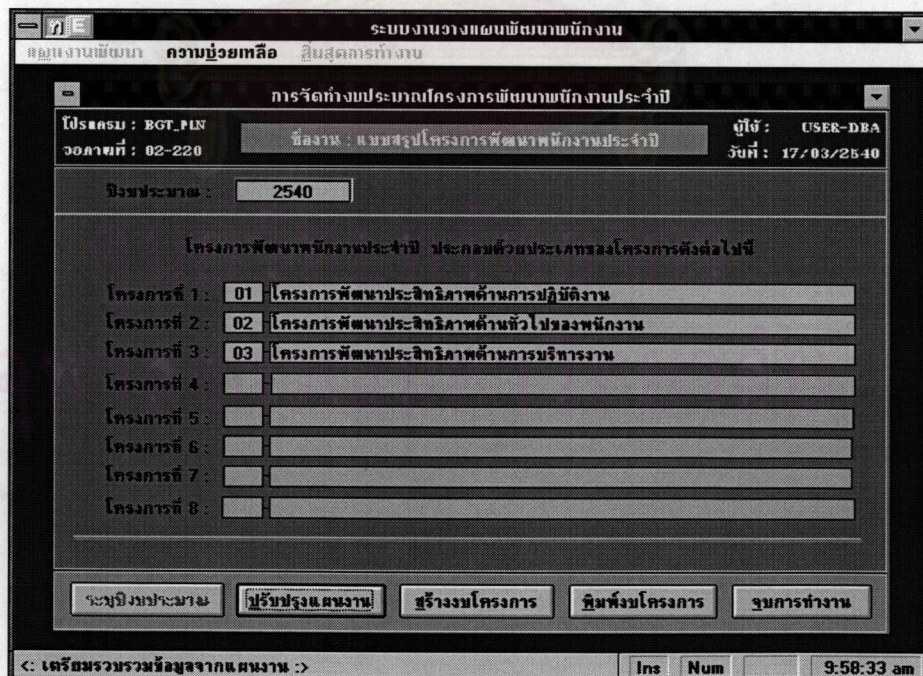 ก E ระบบงานวางแผนพัฒนาพนักงาน
แผนงานพัฒนา ความช่วยเหลือ สิ้นสุดการทำงาน
การจัดทำงบประมาณโครงการพัฒนาพนักงานประจำปี
โปรแกรม : BGT_PLN
จอภาพที่ : 02-220
ชื่องาน : แบบสรุปโครงการพัฒนาพนักงานประจำปี
ผู้ใช้ : USER-DBA
วันที่ : 17/03/2540
ปีงบประมาณ : 2540
โครงการพัฒนาพนักงานประจำปี ประกอบด้วยประเภทของโครงการดังต่อไปนี้
โครงการที่ 1 : 01 - โครงการพัฒนาประสิทธิภาพด้านการปฏิบัติงาน
โครงการที่ 2 : 02 - โครงการพัฒนาประสิทธิภาพด้านทั่วไปของพนักงาน
โครงการที่ 3 : 03 - โครงการพัฒนาประสิทธิภาพด้านการบริหารงาน
โครงการที่ 4 : -
โครงการที่ 5 : -
โครงการที่ 6 : -
โครงการที่ 7 : -
โครงการที่ 8 : -
ระบุปีงบประมาณ ปรับปรุงแผนงาน สร้างงบโครงการ พิมพ์งบโครงการ จบการทำงาน
<: เตรียมรวบรวมข้อมูลจากแผนงาน :> Ins Num 9:58:33 am